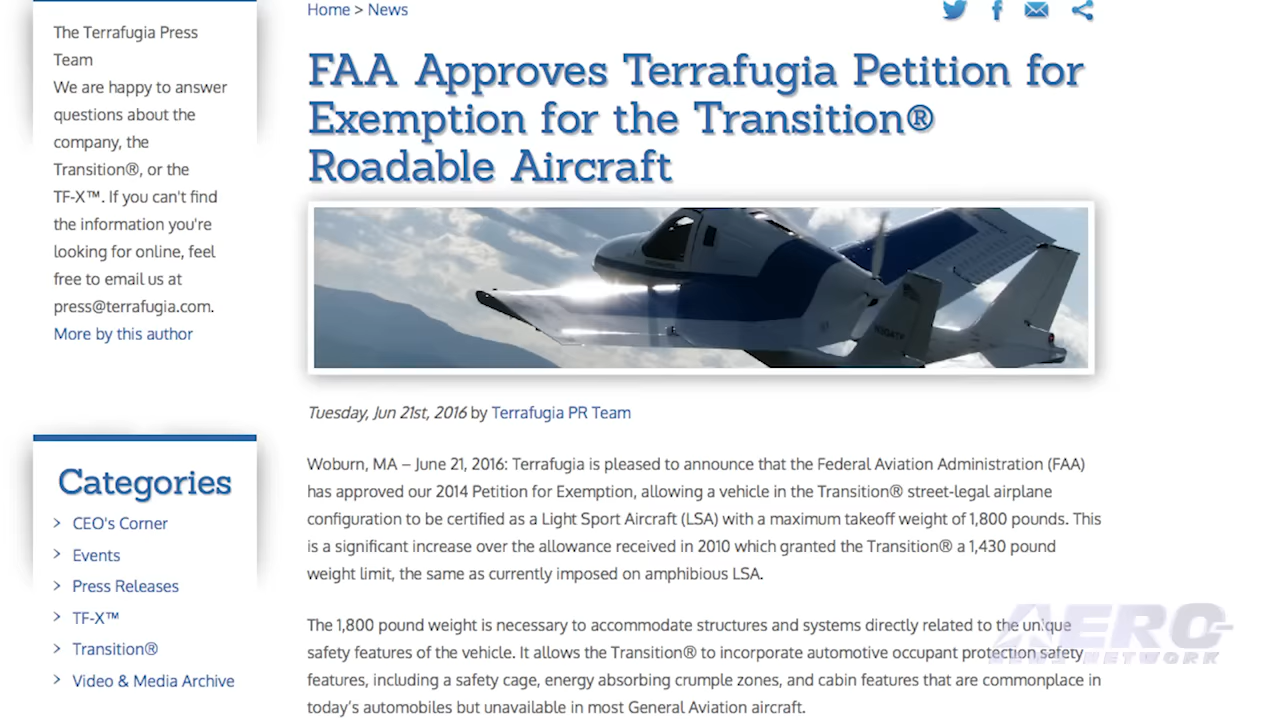 The Terrafugia Press
Team
We are happy to answer
questions about the
company, the
Transition®, or the
TF-X™. If you can't find
the information you're
looking for online, feel
free to email us at
press@terrafugia.com.
More by this author
Categories
> CEO's Corner
> Events
> Press Releases
> TF-X™
> Transition®
> Video & Media Archive
Home > News
FAA Approves Terrafugia Petition for
Exemption for the Transition®
Roadable Aircraft
Tuesday, Jun 21st, 2016 by Terrafugia PR Team
Woburn, MA – June 21, 2016: Terrafugia is pleased to announce that the Federal Aviation Administration (FAA)
has approved our 2014 Petition for Exemption, allowing a vehicle in the Transition® street-legal airplane
configuration to be certified as a Light Sport Aircraft (LSA) with a maximum takeoff weight of 1,800 pounds. This
is a significant increase over the allowance received in 2010 which granted the Transition® a 1,430 pound
weight limit, the same as currently imposed on amphibious LSA.
The 1,800 pound weight is necessary to accommodate structures and systems directly related to the unique
safety features of the vehicle. It allows the Transition® to incorporate automotive occupant protection safety
features, including a safety cage, energy absorbing crumple zones, and cabin features that are commonplace in
today's automobiles but unavailable in most General Aviation aircraft.
AERO
NETWORK